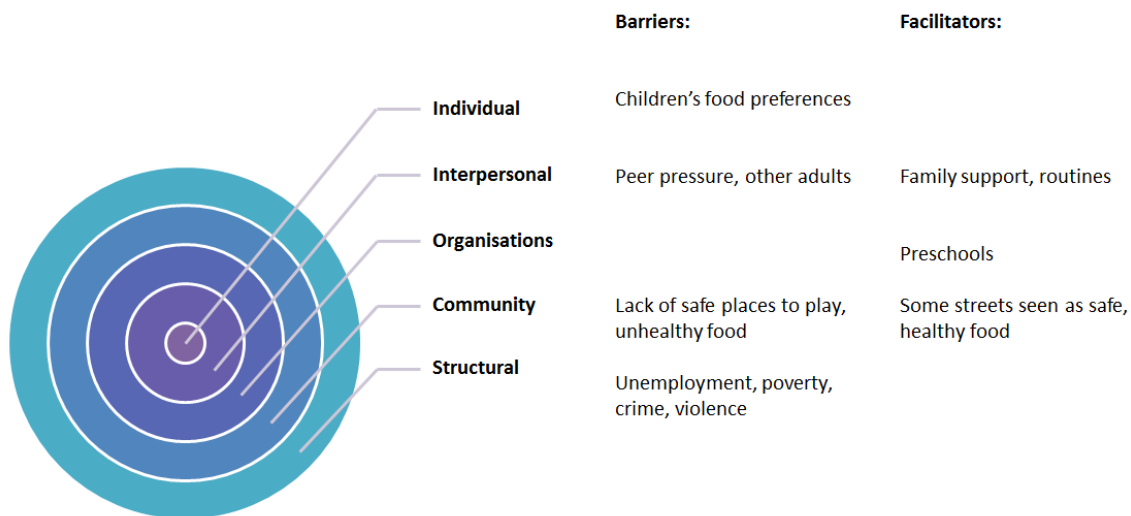 Barriers:
Facilitators:
Individual
Children's food preferences
Interpersonal
Peer pressure, other adults
Family support, routines
Organisations
Preschools
Community
Lack of safe places to play,
unhealthy food
Some streets seen as safe,
healthy food
Structural
Unemployment, poverty,
crime, violence